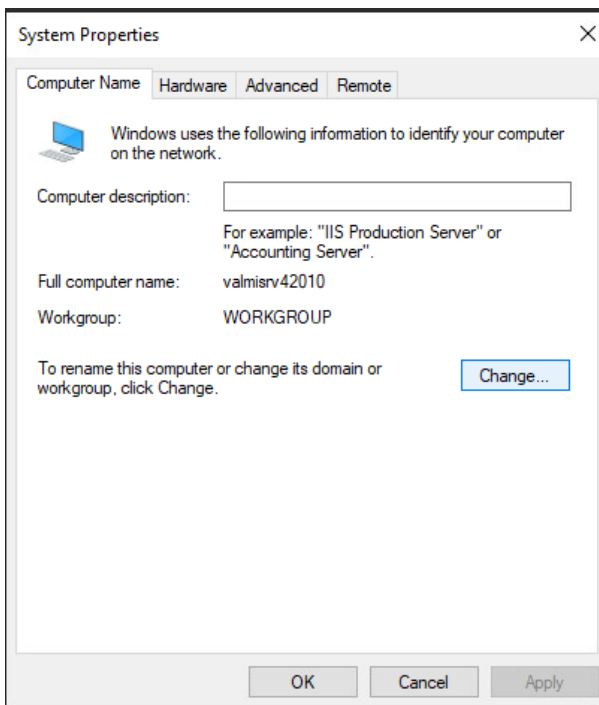 System Properties
Computer Name Hardware Advanced Remote
Windows uses the following information to identify your computer
on the network.
Computer description:
For example: "IIS Production Server" or
"Accounting Server".
Full computer name: valmisrv42010
Workgroup: WORKGROUP
To rename this computer or change its domain or
workgroup, click Change.
Change...
OK Cancel Apply